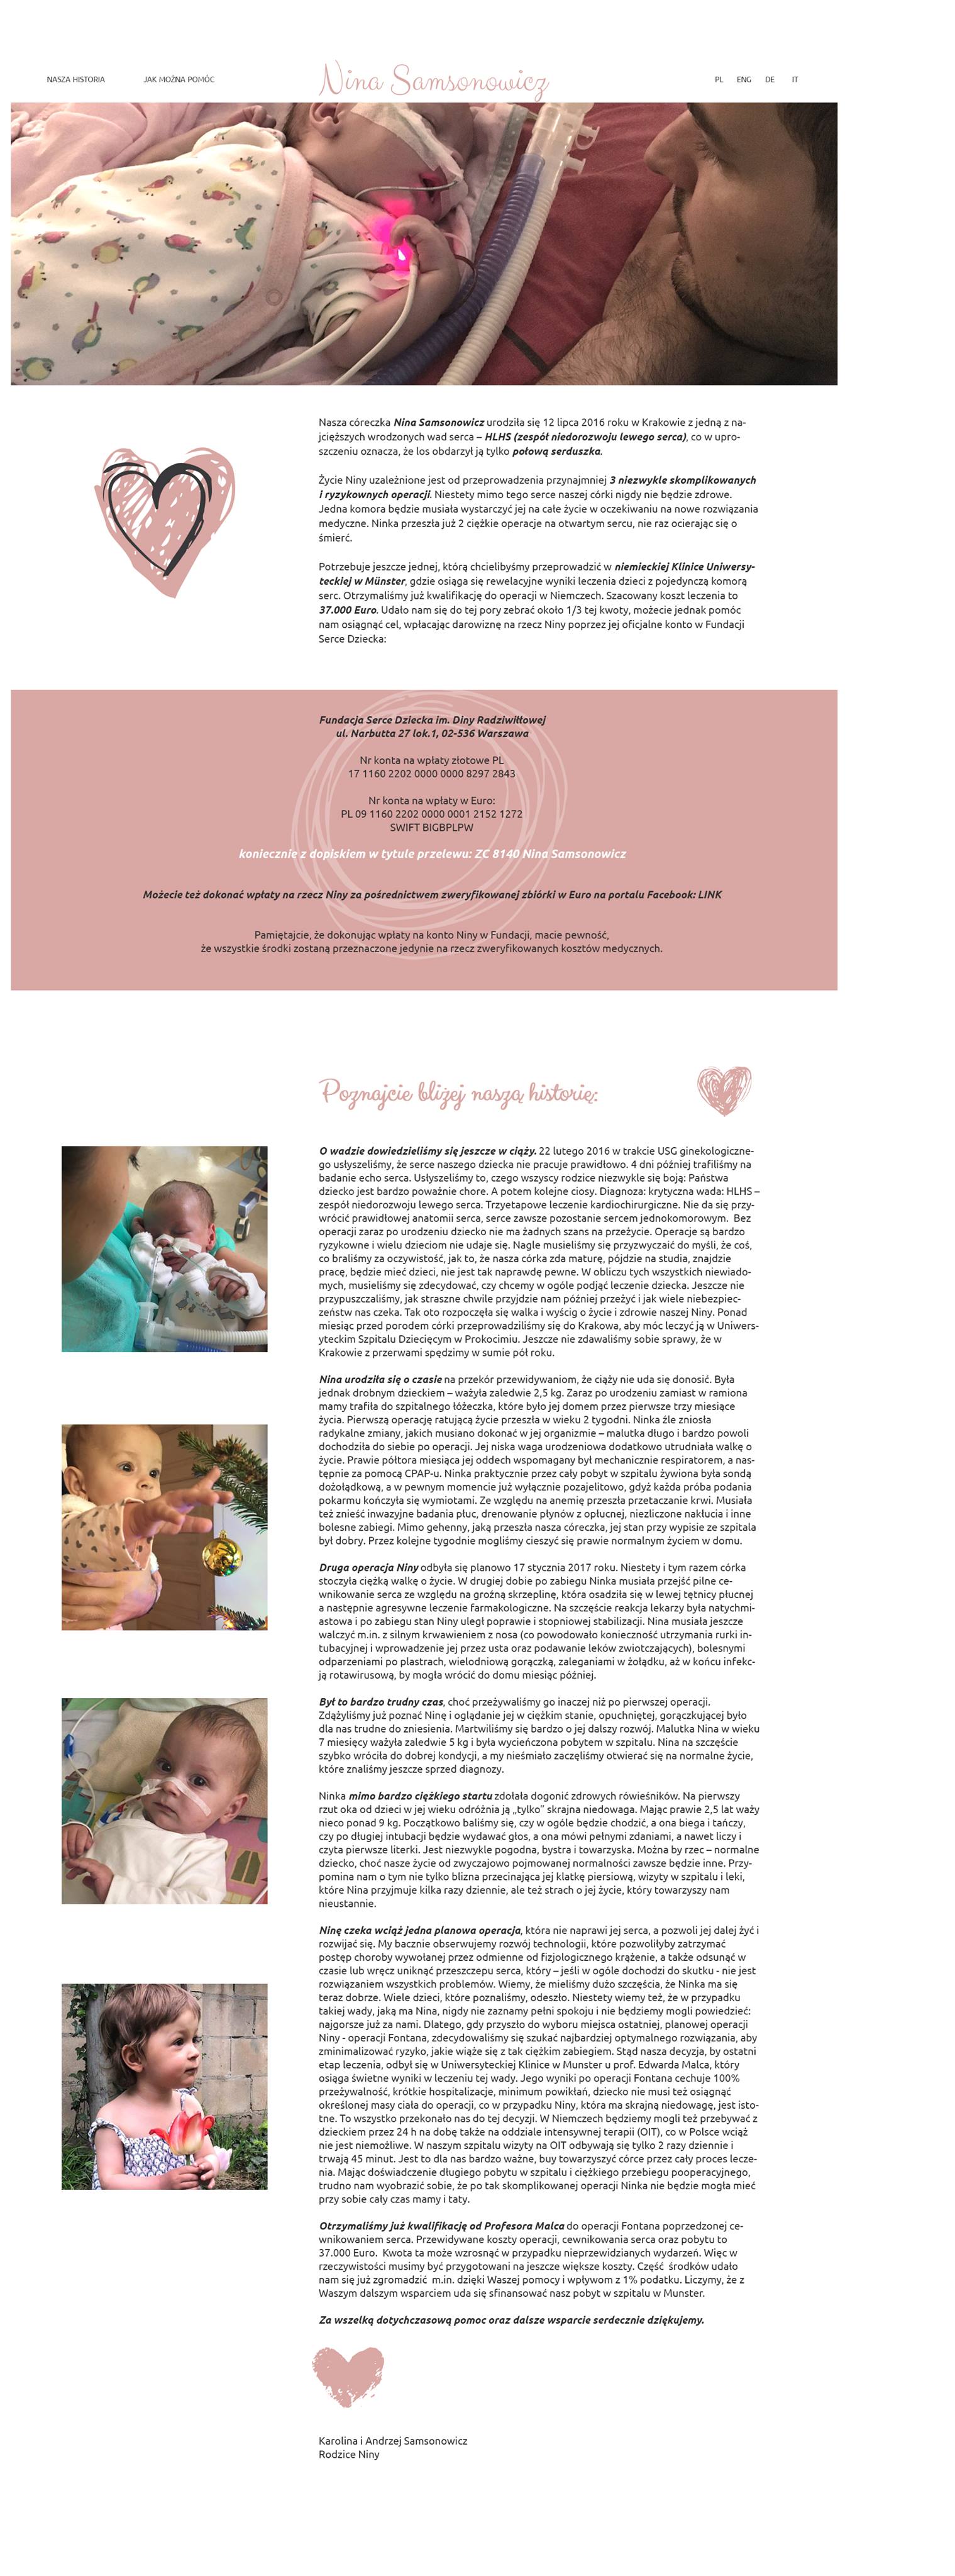 NASZA HISTORIA
JAK MOŻNA POMÓC
Nina Samsonowicz
PL ENG DE IT
Nasza córeczka Nina Samsonowicz urodziła się 12 lipca 2016 roku w Krakowie z jedną z na-
jcięższych wrodzonych wad serca – HLHS (zespół niedorozwoju lewego serca), co w upro-
szczeniu oznacza, że los obdarzył ją tylko połową serduszka.
Życie Niny uzależnione jest od przeprowadzenia przynajmniej 3 niezwykle skomplikowanych
i ryzykownych operacji. Niestety mimo tego serce naszej córki nigdy nie będzie zdrowe.
Jedna komora będzie musiała wystarczyć jej na całe życie w oczekiwaniu na nowe rozwiązania
medyczne. Ninka przeszła już 2 ciężkie operacje na otwartym sercu, nie raz ocierając się o
śmierć.
Potrzebuje jeszcze jednej, którą chcielibyśmy przeprowadzić w niemieckiej Klinice Uniwersy-
teckiej w Münster, gdzie osiąga się rewelacyjne wyniki leczenia dzieci z pojedynczą komorą
serc. Otrzymaliśmy już kwalifikację do operacji w Niemczech. Szacowany koszt leczenia to
37.000 Euro. Udało nam się do tej pory zebrać około 1/3 tej kwoty, możecie jednak pomóc
nam osiągnąć cel, wpłacając darowiznę na rzecz Niny poprzez jej oficjalne konto w Fundacji
Serce Dziecka:
Fundacja Serce Dziecka im. Diny Radziwiłłowej
ul. Narbutta 27 lok.1, 02-536 Warszawa
Nr konta na wpłaty złotowe PL
17 1160 2202 0000 0000 8297 2843
Nr konta na wpłaty w Euro:
PL 09 1160 2202 0000 0001 2152 1272
SWIFT BIGBPLPW
koniecznie z dopiskiem w tytule przelewu: ZC 8140 Nina Samsonowicz
Możecie też dokonać wpłaty na rzecz Niny za pośrednictwem zweryfikowanej zbiórki w Euro na portalu Facebook: LINK
Pamiętajcie, że dokonując wpłaty na konto Niny w Fundacji, macie pewność,
że wszystkie środki zostaną przeznaczone jedynie na rzecz zweryfikowanych kosztów medycznych.
Poznajcie bliżej naszą historię:
O wadzie dowiedzieliśmy się jeszcze w ciąży. 22 lutego 2016 w trakcie USG ginekologiczne-
go usłyszeliśmy, że serce naszego dziecka nie pracuje prawidłowo. 4 dni później trafiliśmy na
badanie echo serca. Usłyszeliśmy to, czego wszyscy rodzice niezwykle się boją: Państwa
dziecko jest bardzo poważnie chore. A potem kolejne ciosy. Diagnoza: krytyczna wada: HLHS –
zespół niedorozwoju lewego serca. Trzyetapowe leczenie kardiochirurgiczne. Nie da się przy-
wrócić prawidłowej anatomii serca, serce zawsze pozostanie sercem jednokomorowym. Bez
operacji zaraz po urodzeniu dziecko nie ma żadnych szans na przeżycie. Operacje są bardzo
ryzykowne i wielu dzieciom nie udaje się. Nagle musieliśmy się przyzwyczaić do myśli, że coś,
co braliśmy za oczywistość, jak to, że nasza córka zda maturę, pójdzie na studia, znajdzie
pracę, będzie mieć dzieci, nie jest tak naprawdę pewne. W obliczu tych wszystkich niewiado-
mych, musieliśmy się zdecydować, czy chcemy w ogóle podjąć leczenie dziecka. Jeszcze nie
przypuszczaliśmy, jak straszne chwile przyjdzie nam później przeżyć i jak wiele niebezpiec-
zeństw nas czeka. Tak oto rozpoczęła się walka i wyścig o życie i zdrowie naszej Niny. Ponad
miesiąc przed porodem córki przeprowadziliśmy się do Krakowa, aby móc leczyć ją w Uniwers-
yteckim Szpitalu Dziecięcym w Prokocimiu. Jeszcze nie zdawaliśmy sobie sprawy, że w
Krakowie z przerwami spędzimy w sumie pół roku.
Nina urodziła się o czasie na przekór przewidywaniom, że ciąży nie uda się donosić. Była
jednak drobnym dzieckiem – ważyła zaledwie 2,5 kg. Zaraz po urodzeniu zamiast w ramiona
mamy trafiła do szpitalnego łóżeczka, które było jej domem przez pierwsze trzy miesiące
życia. Pierwszą operację ratującą życie przeszła w wieku 2 tygodni. Ninka źle zniosła
radykalne zmiany, jakich musiano dokonać w jej organizmie – malutka długo i bardzo powoli
dochodziła do siebie po operacji. Jej niska waga urodzeniowa dodatkowo utrudniała walkę o
życie. Prawie półtora miesiąca jej oddech wspomagany był mechanicznie respiratorem, a nas-
tępnie za pomocą CPAP-u. Ninka praktycznie przez cały pobyt w szpitalu żywiona była sondą
dożołądkową, a w pewnym momencie już wyłącznie pozajelitowo, gdyż każda próba podania
pokarmu kończyła się wymiotami. Ze względu na anemię przeszła przetaczanie krwi. Musiała
też znieść inwazyjne badania płuc, drenowanie płynów z opłucnej, niezliczone nakłucia i inne
bolesne zabiegi. Mimo gehenny, jaką przeszła nasza córeczka, jej stan przy wypisie ze szpitala
był dobry. Przez kolejne tygodnie mogliśmy cieszyć się prawie normalnym życiem w domu.
Druga operacja Niny odbyła się planowo 17 stycznia 2017 roku. Niestety i tym razem córka
stoczyła ciężką walkę o życie. W drugiej dobie po zabiegu Ninka musiała przejść pilne ce-
wnikowanie serca ze względu na groźną skrzeplinę, która osadziła się w lewej tętnicy płucnej
a następnie agresywne leczenie farmakologiczne. Na szczęście reakcja lekarzy była natychmi-
astowa i po zabiegu stan Niny uległ poprawie i stopniowej stabilizacji. Nina musiała jeszcze
walczyć m.in. z silnym krwawieniem z nosa (co powodowało konieczność utrzymania rurki in-
tubacyjnej i wprowadzenie jej przez usta oraz podawanie leków zwiotczających), bolesnymi
odparzeniami po plastrach, wielodniową gorączką, zaleganiami w żołądku, aż w końcu infekc-
ją rotawirusową, by mogła wrócić do domu miesiąc później.
Był to bardzo trudny czas, choć przeżywaliśmy go inaczej niż po pierwszej operacji.
Zdążyliśmy już poznać Ninę i oglądanie jej w ciężkim stanie, opuchniętej, gorączkującej było
dla nas trudne do zniesienia. Martwiliśmy się bardzo o jej dalszy rozwój. Malutka Nina w wieku
7 miesięcy ważyła zaledwie 5 kg i była wycieńczona pobytem w szpitalu. Nina na szczęście
szybko wróciła do dobrej kondycji, a my nieśmiało zaczęliśmy otwierać się na normalne życie,
które znaliśmy jeszcze sprzed diagnozy.
Ninka mimo bardzo ciężkiego startu zdołała dogonić zdrowych rówieśników. Na pierwszy
rzut oka od dzieci w jej wieku odróżnia ją „tylko” skrajna niedowaga. Mając prawie 2,5 lat waży
nieco ponad 9 kg. Początkowo baliśmy się, czy w ogóle będzie chodzić, a ona biega i tańczy,
czy po długiej intubacji będzie wydawać głos, a ona mówi pełnymi zdaniami, a nawet liczy i
czyta pierwsze literki. Jest niezwykle pogodna, bystra i towarzyska. Można by rzec – normalne
dziecko, choć nasze życie od zwyczajowo pojmowanej normalności zawsze będzie inne. Przy-
pomina nam o tym nie tylko blizna przecinająca jej klatkę piersiową, wizyty w szpitalu i leki,
które Nina przyjmuje kilka razy dziennie, ale też strach o jej życie, który towarzyszy nam
nieustannie.
Ninę czeka wciąż jedna planowa operacja, która nie naprawi jej serca, a pozwoli jej dalej żyć i
rozwijać się. My bacznie obserwujemy rozwój technologii, które pozwoliłyby zatrzymać
postęp choroby wywołanej przez odmienne od fizjologicznego krążenie, a także odsunąć w
czasie lub wręcz uniknąć przeszczepu serca, który – jeśli w ogóle dochodzi do skutku - nie jest
rozwiązaniem wszystkich problemów. Wiemy, że mieliśmy dużo szczęścia, że Ninka ma się
teraz dobrze. Wiele dzieci, które poznaliśmy, odeszło. Niestety wiemy też, że w przypadku
takiej wady, jaką ma Nina, nigdy nie zaznamy pełni spokoju i nie będziemy mogli powiedzieć:
najgorsze już za nami. Dlatego, gdy przyszło do wyboru miejsca ostatniej, planowej operacji
Niny - operacji Fontana, zdecydowaliśmy się szukać najbardziej optymalnego rozwiązania, aby
zminimalizować ryzyko, jakie wiąże się z tak ciężkim zabiegiem. Stąd nasza decyzja, by ostatni
etap leczenia, odbył się w Uniwersyteckiej Klinice w Munster u prof. Edwarda Malca, który
osiąga świetne wyniki w leczeniu tej wady. Jego wyniki po operacji Fontana cechuje 100%
przeżywalność, krótkie hospitalizacje, minimum powikłań, dziecko nie musi też osiągnąć
określonej masy ciała do operacji, co w przypadku Niny, która ma skrajną niedowagę, jest isto-
tne. To wszystko przekonało nas do tej decyzji. W Niemczech będziemy mogli też przebywać z
dzieckiem przez 24 h na dobę także na oddziale intensywnej terapii (OIT), co w Polsce wciąż
nie jest niemożliwe. W naszym szpitalu wizyty na OIT odbywają się tylko 2 razy dziennie i
trwają 45 minut. Jest to dla nas bardzo ważne, buy towarzyszyć córce przez cały proces lecze-
nia. Mając doświadczenie długiego pobytu w szpitalu i ciężkiego przebiegu pooperacyjnego,
trudno nam wyobrazić sobie, że po tak skomplikowanej operacji Ninka nie będzie mogła mieć
przy sobie cały czas mamy i taty.
Otrzymaliśmy już kwalifikację od Profesora Malca do operacji Fontana poprzedzonej ce-
wnikowaniem serca. Przewidywane koszty operacji, cewnikowania serca oraz pobytu to
37.000 Euro. Kwota ta może wzrosnąć w przypadku nieprzewidzianych wydarzeń. Więc w
rzeczywistości musimy być przygotowani na jeszcze większe koszty. Część środków udało
nam się już zgromadzić m.in. dzięki Waszej pomocy i wpływom z 1% podatku. Liczymy, że z
Waszym dalszym wsparciem uda się sfinansować nasz pobyt w szpitalu w Munster.
Za wszelką dotychczasową pomoc oraz dalsze wsparcie serdecznie dziękujemy.
Karolina i Andrzej Samsonowicz
Rodzice Niny